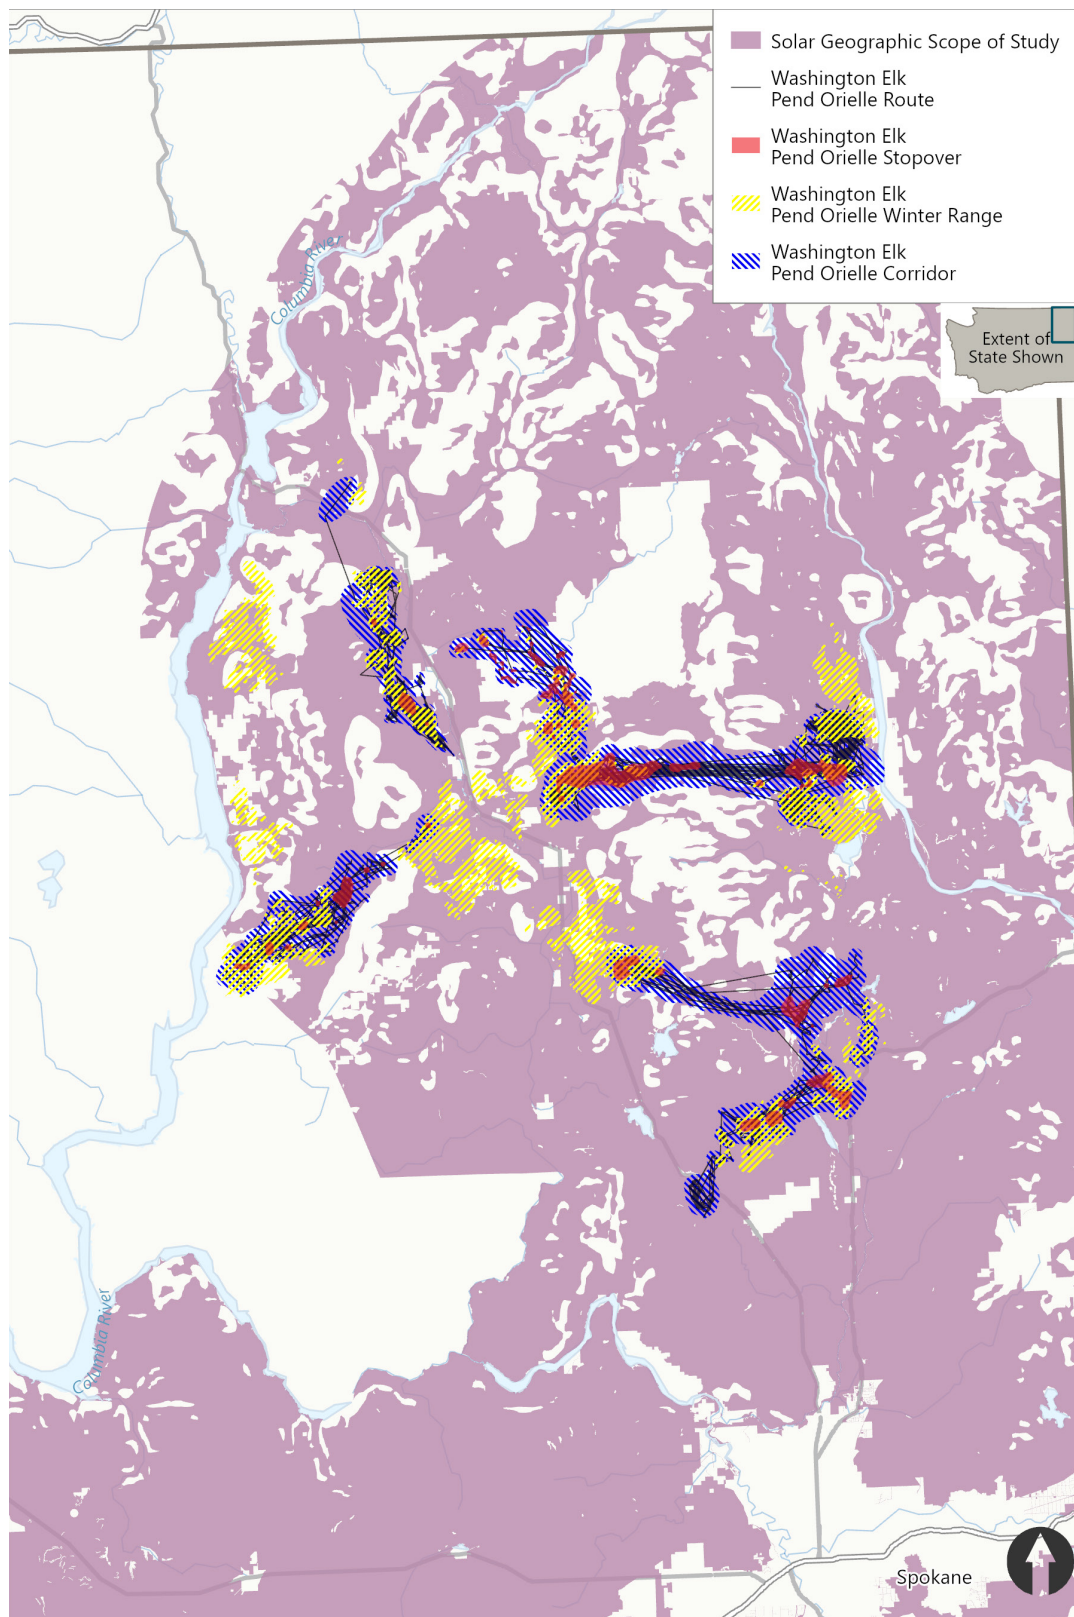 Solar Geographic Scope of Study
Washington Elk
Pend Orielle Route
Washington Elk
Pend Orielle Stopover
Washington Elk
Pend Orielle Winter Range
Washington Elk
Pend Orielle Corridor
Columbia River
Extent of
State Shown
Columbia River
Spokane